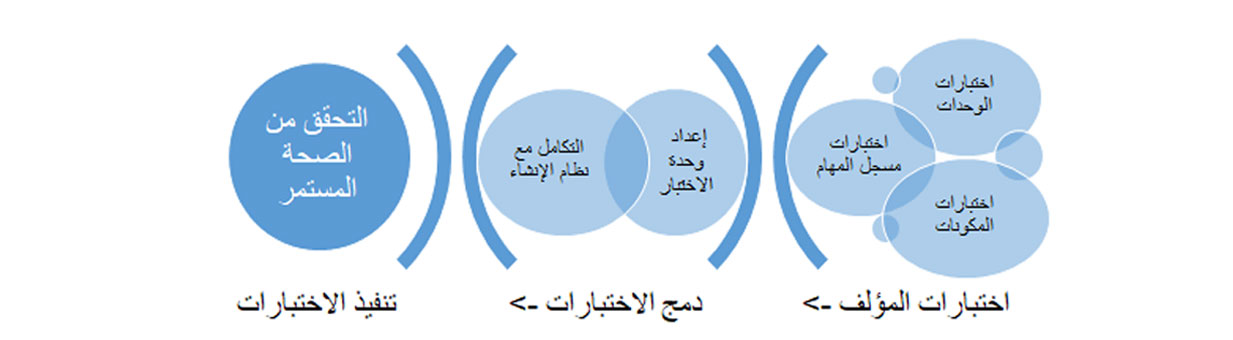 اختبارات
الوحدات
اختبارات
مسجل المهام
اختبارات
المكونات
إعداد
وحدة
الاختبار
التكامل مع
نظام الإنشاء
التحقق من
الصحة
المستمر
اختبارات المؤلف ->
دمج الاختبارات ->
تنفيذ الاختبارات